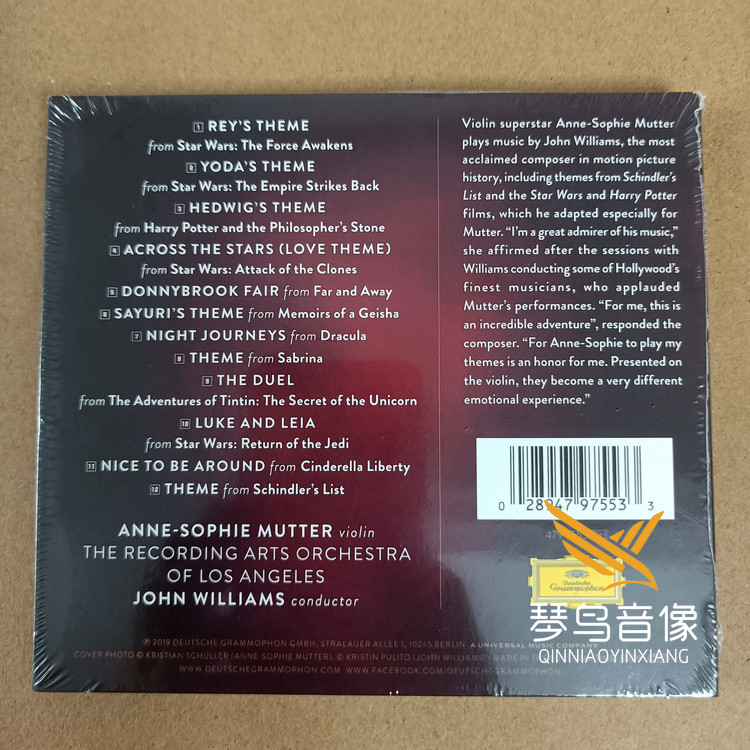 1 REY'S THEME
from Star Wars: The Force Awakens
2 YODA'S THEME
from Star Wars: The Empire Strikes Back
3 HEDWIG'S THEME
from Harry Potter and the Philosopher's Stone
4 ACROSS THE STARS (LOVE THEME)
from Star Wars: Attack of the Clones
5 DONNYBROOK FAIR from Far and Away
6 SAYURI'S THEME from Memoirs of a Geisha
7 NIGHT JOURNEYS from Dracula
8 THEME from Sabrina
9 THE DUEL
from The Adventures of Tintin: The Secret of the Unicorn
10 LUKE AND LEIA
from Star Wars: Return of the Jedi
11 NICE TO BE AROUND from Cinderella Liberty
12 THEME from Schindler's List
ANNE-SOPHIE MUTTER violin
THE RECORDING ARTS ORCHESTRA
OF LOS ANGELES
JOHN WILLIAMS conductor
Violin superstar Anne-Sophie Mutter
plays music by John Williams, the most
acclaimed composer in motion picture
history, including themes from Schindler's
List and the Star Wars and Harry Potter
films, which he adapted especially for
Mutter. “I'm a great admirer of his music,”
she affirmed after the sessions with
Williams conducting some of Hollywood's
finest musicians, who applauded
Mutter's performances. “For me, this is
an incredible adventure”, responded the
composer. “For Anne-Sophie to play my
themes is an honor for me. Presented on
the violin, they become a very different
emotional experience.”
0 28947 97553 3
Deutsche
Grammophon
琴鸟音像
QINNIAOYINXIANG
℗ 2019 DEUTSCHE GRAMMOPHON GMBH, STRALAUER ALLEE 1, 10245 BERLIN A UNIVERSAL MUSIC COMPANY
COVER PHOTO © KRISTIAN SCHULLER (ANNE-SOPHIE MUTTER), © KRISTIN PULITO (JOHN WILLIAMS) MADE IN
WWW.DEUTSCHEGRAMMOPHON.COM WWW.FACEBOOK.COM/DEUTSCHEGRAMMOPHON